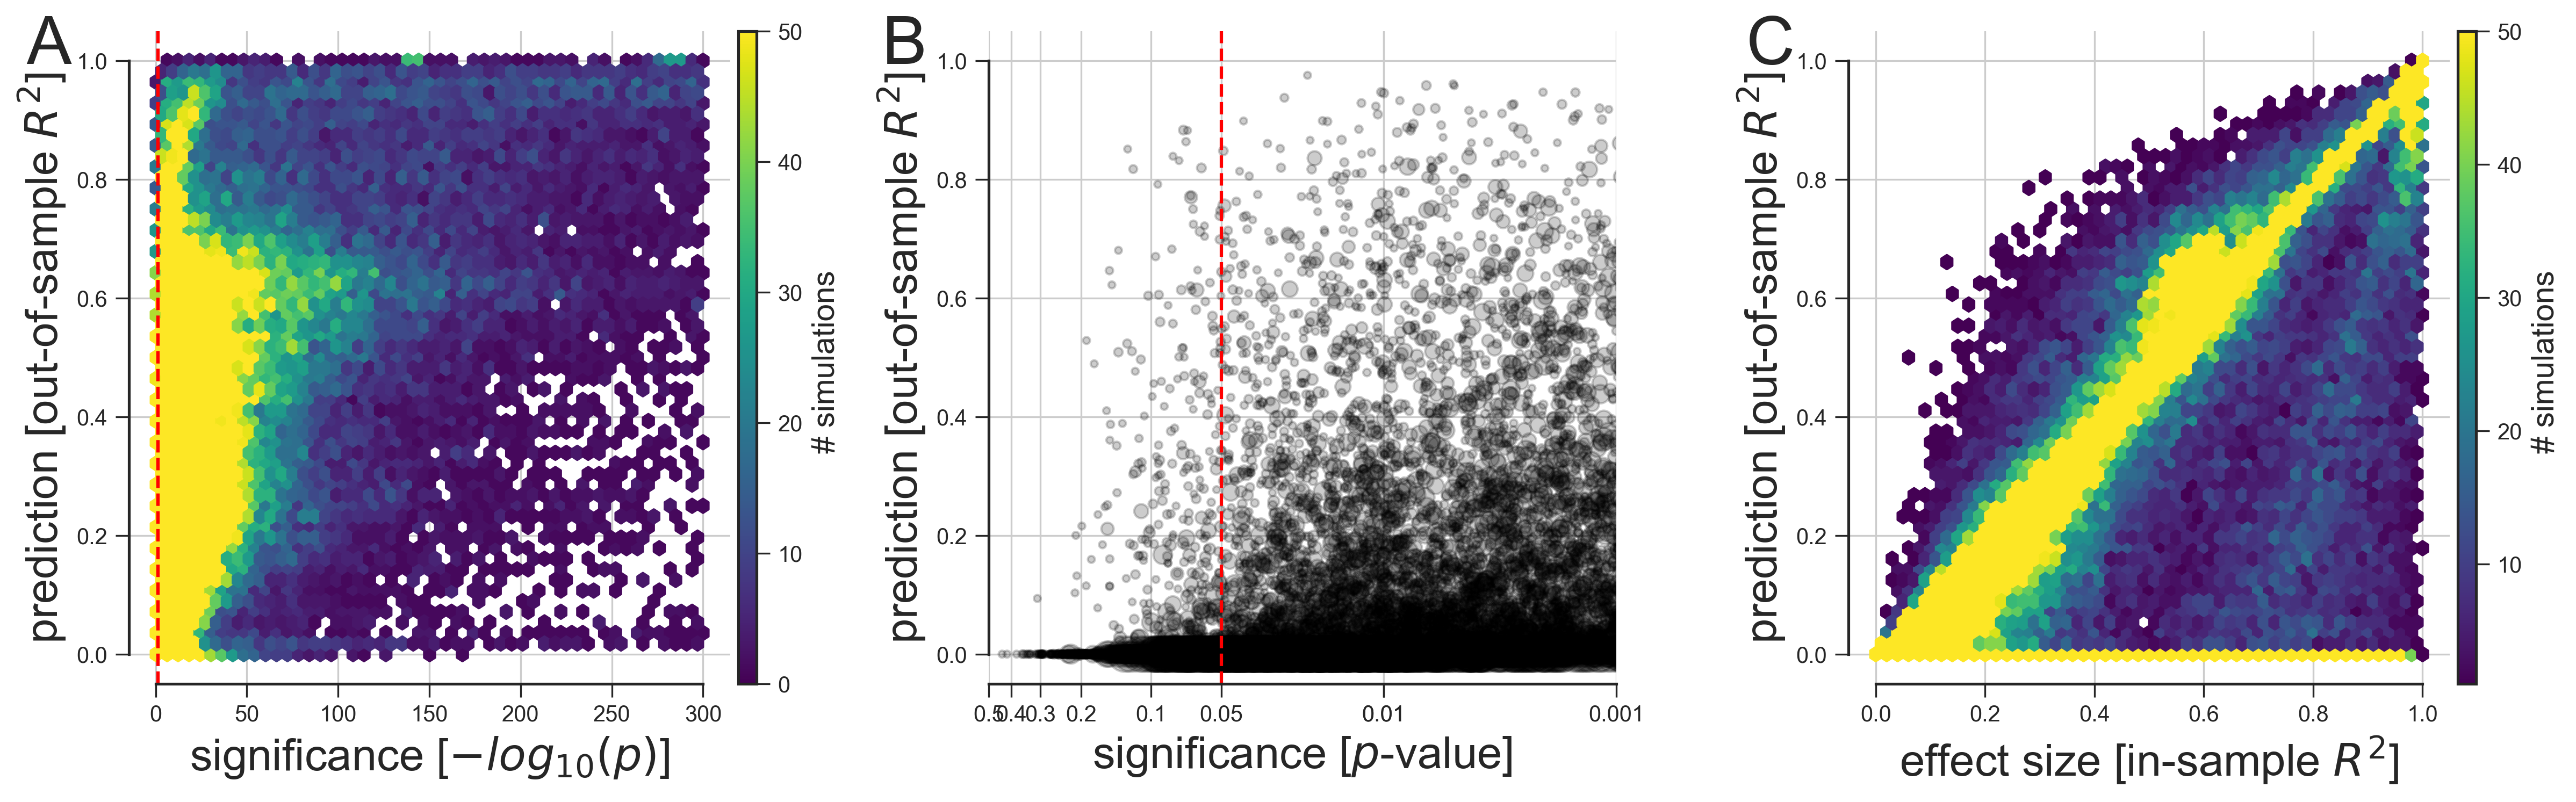 A
prediction [out-of-sample R²]
1.0
0.8
0.6
0.4
0.2
0.0
0 50 100 150 200 250 300
significance [−log₁₀(p)]
50
40
30
20
10
0
# simulations
B
prediction [out-of-sample R²]
1.0
0.8
0.6
0.4
0.2
0.0
0.5 0.4 0.3 0.2 0.1 0.05 0.01 0.001
significance [p-value]
C
prediction [out-of-sample R²]
1.0
0.8
0.6
0.4
0.2
0.0
0.0 0.2 0.4 0.6 0.8 1.0
effect size [in-sample R²]
50
40
30
20
10
# simulations